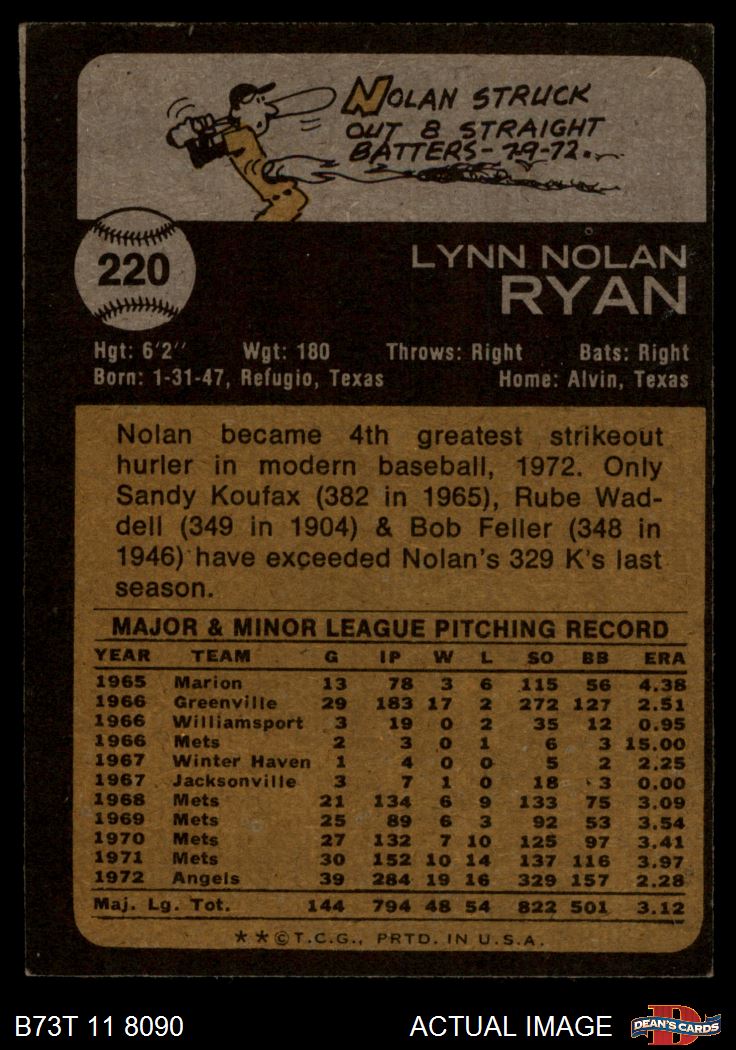 NOLAN STRUCK
OUT 8 STRAIGHT
BATTERS-7-9-72.
220
LYNN NOLAN
RYAN
Hgt: 6'2" Wgt: 180 Throws: Right Bats: Right
Born: 1-31-47, Refugio, Texas Home: Alvin, Texas
Nolan became 4th greatest strikeout
hurler in modern baseball, 1972. Only
Sandy Koufax (382 in 1965), Rube Wad-
dell (349 in 1904) & Bob Feller (348 in
1946) have exceeded Nolan's 329 K's last
season.
MAJOR & MINOR LEAGUE PITCHING RECORD
YEAR TEAM G IP W L SO BB ERA
1965 Marion 13 78 3 6 115 56 4.38
1966 Greenville 29 183 17 2 272 127 2.51
1966 Williamsport 3 19 0 2 35 12 0.95
1966 Mets 2 3 0 1 6 3 15.00
1967 Winter Haven 1 4 0 0 5 2 2.25
1967 Jacksonville 3 7 1 0 18 3 0.00
1968 Mets 21 134 6 9 133 75 3.09
1969 Mets 25 89 6 3 92 53 3.54
1970 Mets 27 132 7 10 125 97 3.41
1971 Mets 30 152 10 14 137 116 3.97
1972 Angels 39 284 19 16 329 157 2.28
Maj. Lg. Tot. 144 794 48 54 822 501 3.12
**©T.C.G., PRTD. IN U.S.A.
B73T 11 8090 ACTUAL IMAGE DEAN'S CARDS